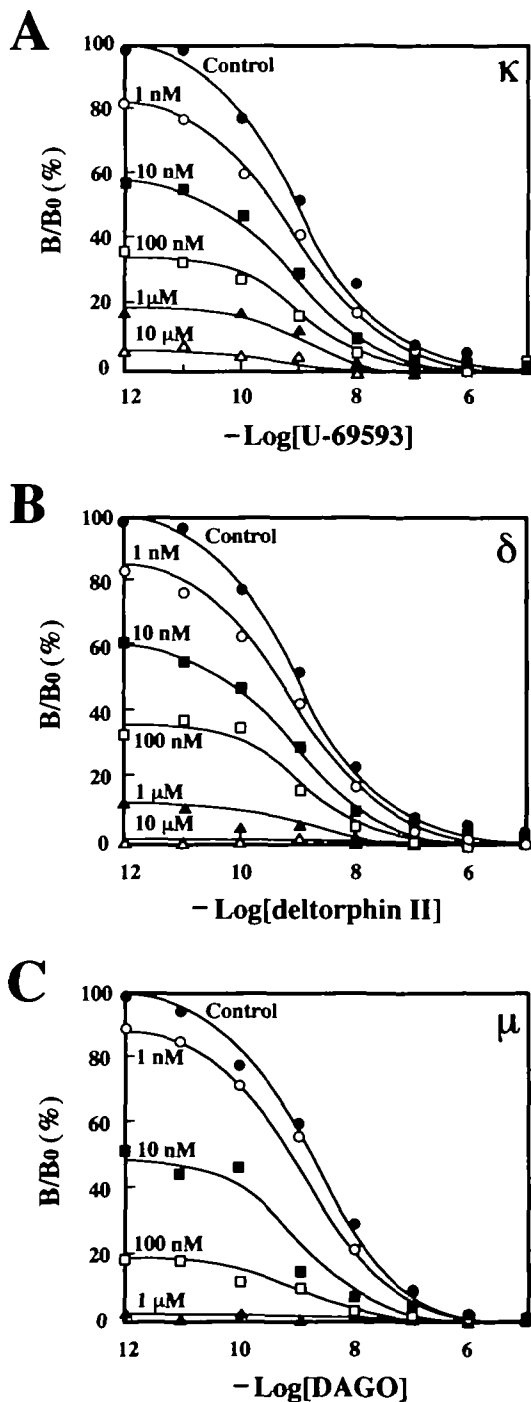 A
κ
B/B0 (%)
100
80
60
40
20
0
Control
1 nM
10 nM
100 nM
1μM
10 μM
12
10
8
6
－Log[U-69593]
B
δ
B/B0 (%)
100
80
60
40
20
0
Control
1 nM
10 nM
100 nM
1 μM
10 μM
12
10
8
6
－Log[deltorphin II]
C
μ
B/B0 (%)
100
80
60
40
20
0
Control
1 nM
10 nM
100 nM
1 μM
12
10
8
6
－Log[DAGO]